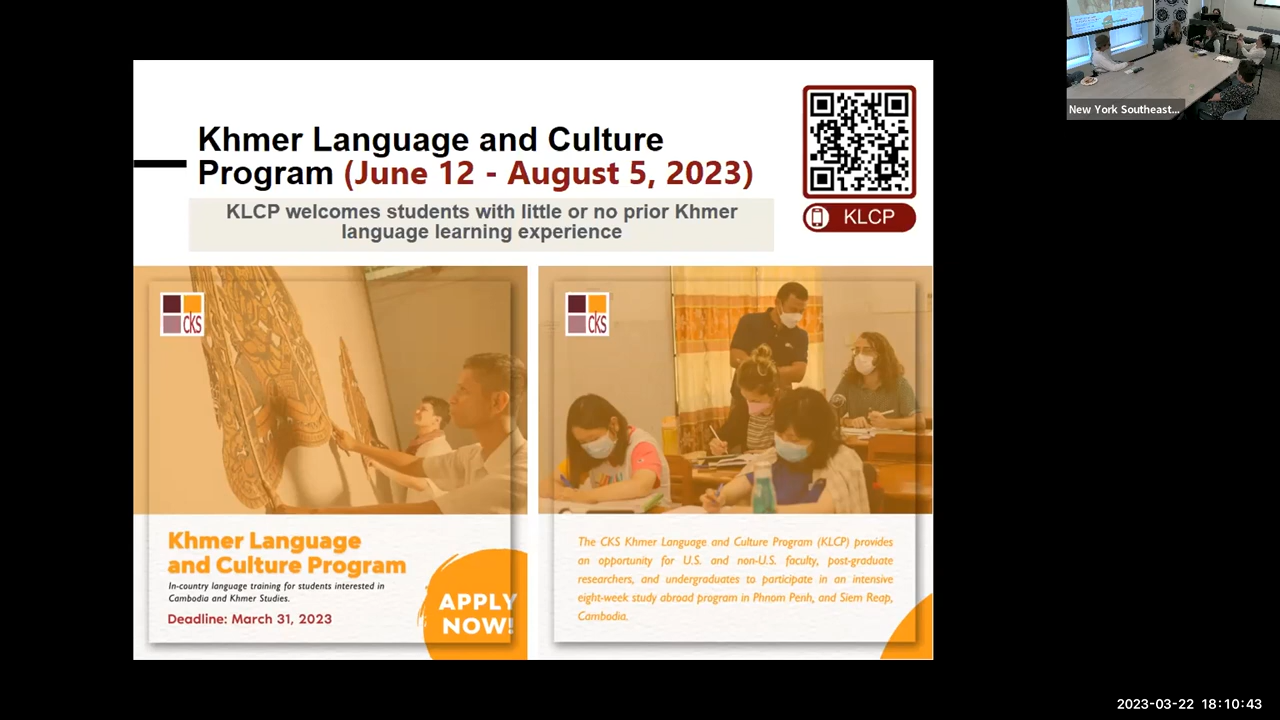 Khmer Language and Culture
Program (June 12 - August 5, 2023)
KLCP welcomes students with little or no prior Khmer
language learning experience
KLCP
cks
Khmer Language
and Culture Program
In-country language training for students interested in
Cambodia and Khmer Studies.
Deadline: March 31, 2023
APPLY
NOW!
cks
The CKS Khmer Language and Culture Program (KLCP) provides
an opportunity for U.S. and non-U.S. faculty, post-graduate
researchers, and undergraduates to participate in an intensive
eight-week study abroad program in Phnom Penh, and Siem Reap,
Cambodia.
New York Southeast...
2023-03-22 18:10:43